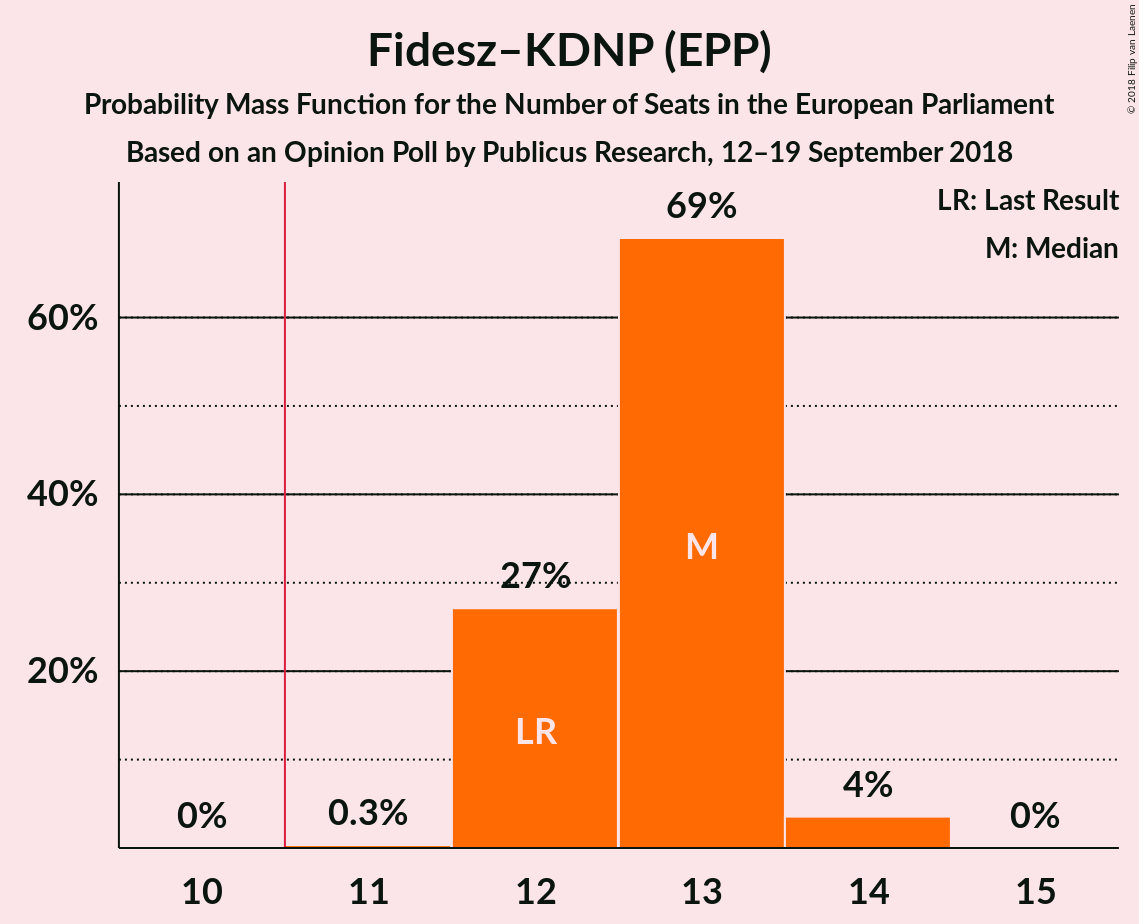 Fidesz–KDNP (EPP)
Probability Mass Function for the Number of Seats in the European Parliament
Based on an Opinion Poll by Publicus Research, 12–19 September 2018
© 2018 Filip van Laenen
LR: Last Result
M: Median
69%
60%
40%
M
27%
20%
LR
4%
0%
0.3%
0%
10
11
12
13
14
15